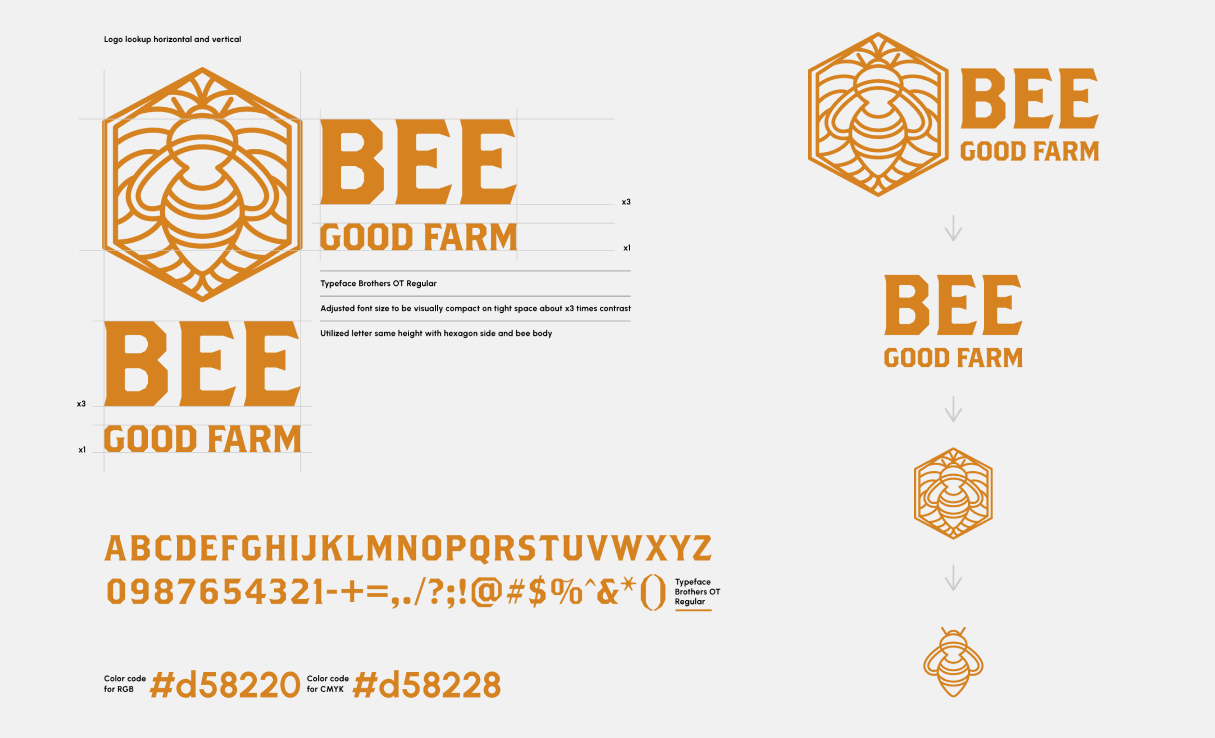 Logo lookup horizontal and vertical
BEE
x3
GOOD FARM
x1
Typeface Brothers OT Regular
Adjusted font size to be visually compact on tight space about x3 times contrast
Utilized letter same height with hexagon side and bee body
BEE
x3
GOOD FARM
x1
ABCDEFGHIJKLMNOPQRSTUVWXYZ
0987654321-+=,./?;!@#$%^&*()
Typeface
Brothers OT
Regular
Color code
for RGB
#d58220
Color code
for CMYK
#d58228
BEE
GOOD FARM
BEE
GOOD FARM